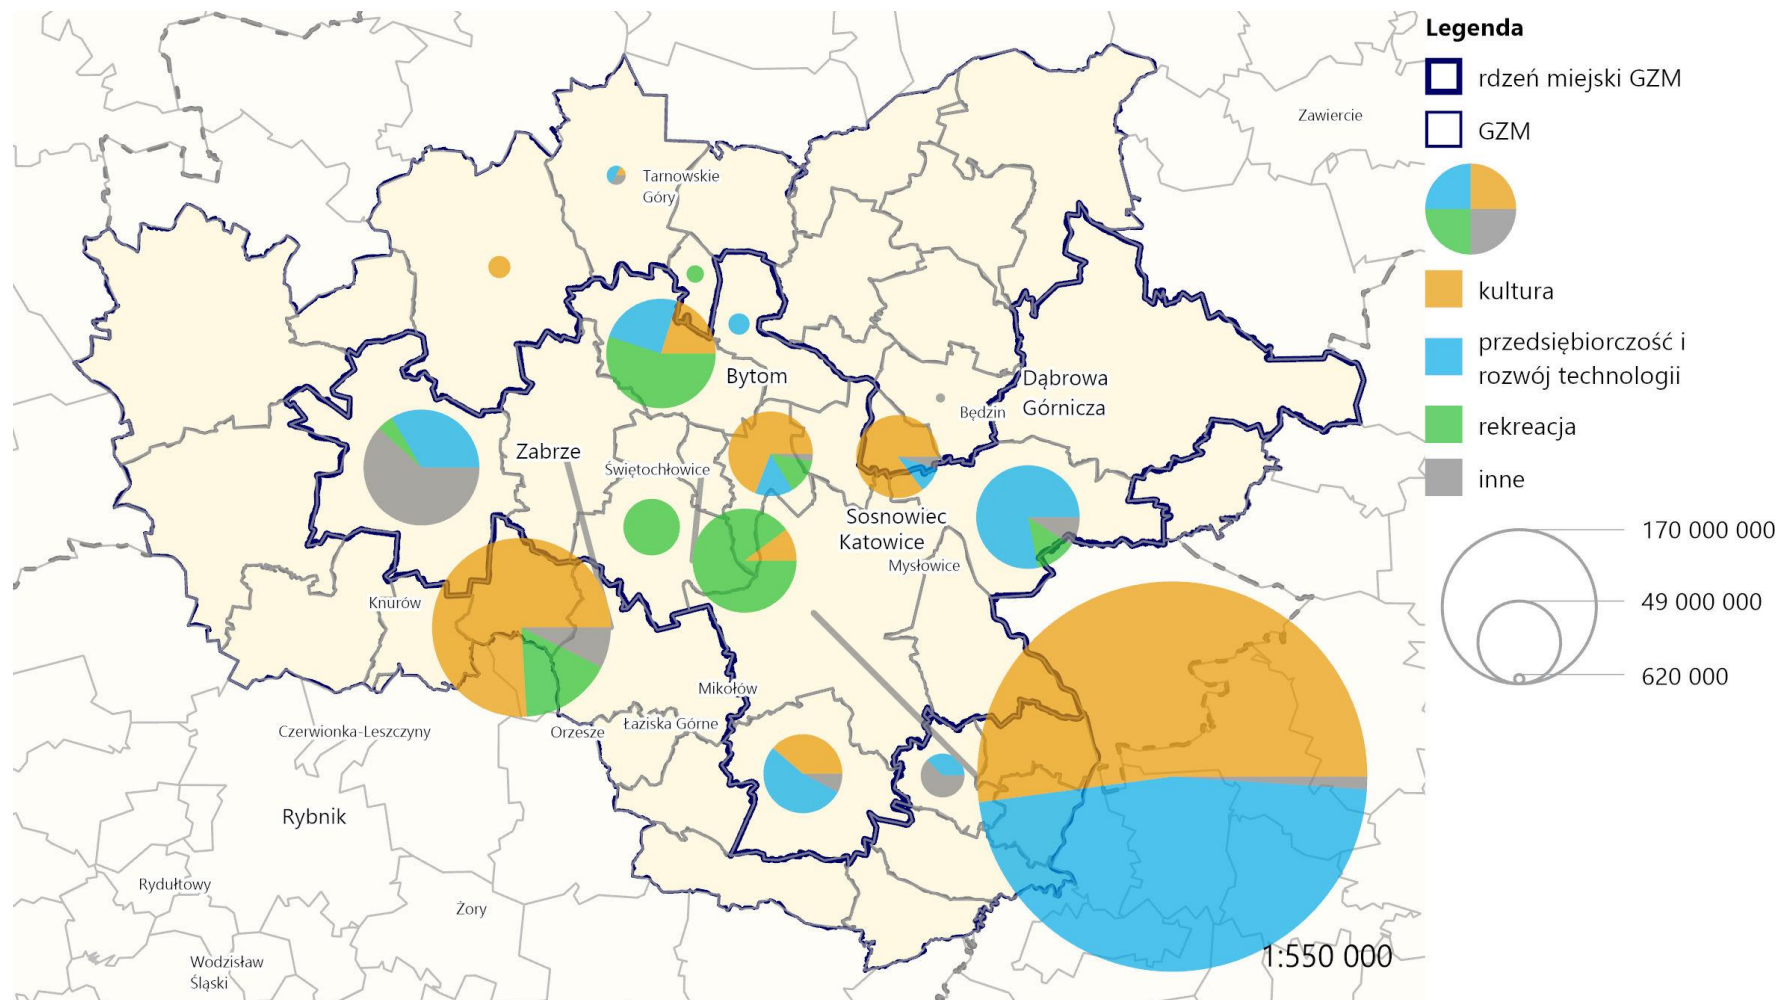 Legenda
rdzeń miejski GZM
GZM
kultura
przedsiębiorczość i
rozwój technologii
rekreacja
inne
170 000 000
49 000 000
620 000
Zawiercie
Tarnowskie
Góry
Bytom
Dąbrowa
Górnicza
Będzin
Zabrze
Świętochłowice
Sosnowiec
Katowice
Mysłowice
Knurów
Mikołów
Łaziska Górne
Orzesze
Czerwionka-Leszczyny
Rybnik
Rydułtowy
Żory
Wodzisław
Śląski
1:550 000